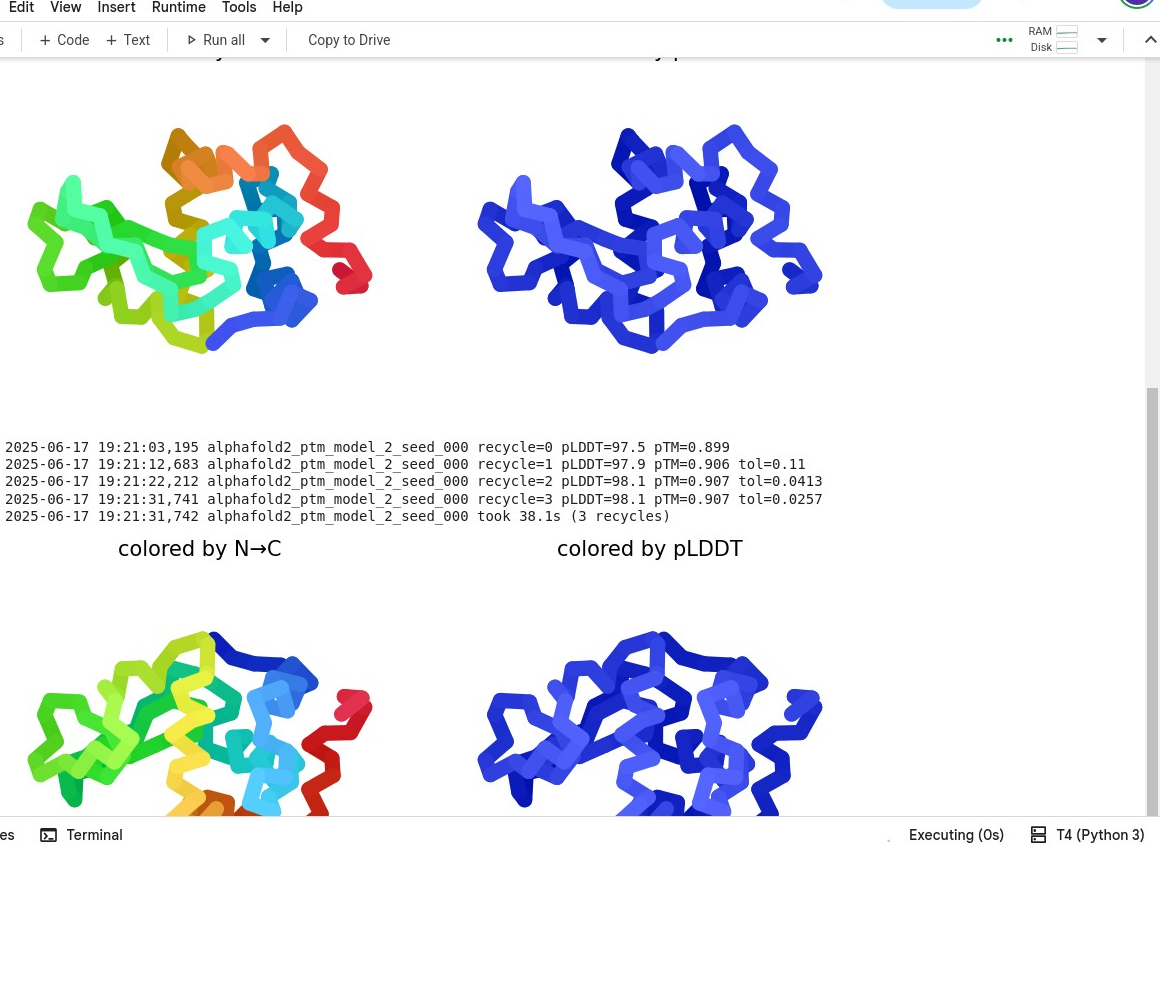 Edit View Insert Runtime Tools Help
s + Code + Text Run all Copy to Drive RAM
Disk
2025-06-17 19:21:03,195 alphafold2_ptm_model_2_seed_000 recycle=0 pLDDT=97.5 pTM=0.899
2025-06-17 19:21:12,683 alphafold2_ptm_model_2_seed_000 recycle=1 pLDDT=97.9 pTM=0.906 tol=0.11
2025-06-17 19:21:22,212 alphafold2_ptm_model_2_seed_000 recycle=2 pLDDT=98.1 pTM=0.907 tol=0.0413
2025-06-17 19:21:31,741 alphafold2_ptm_model_2_seed_000 recycle=3 pLDDT=98.1 pTM=0.907 tol=0.0257
2025-06-17 19:21:31,742 alphafold2_ptm_model_2_seed_000 took 38.1s (3 recycles)
colored by N→C colored by pLDDT
es Terminal Executing (0s) T4 (Python 3)